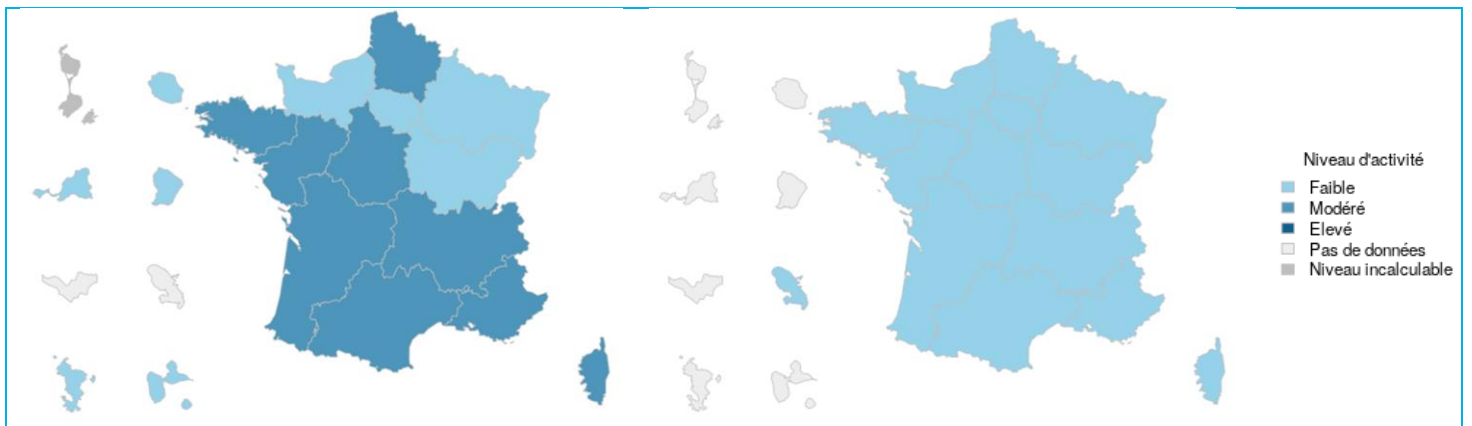 Niveau d'activité
Faible
Modéré
Elevé
Pas de données
Niveau incalculable